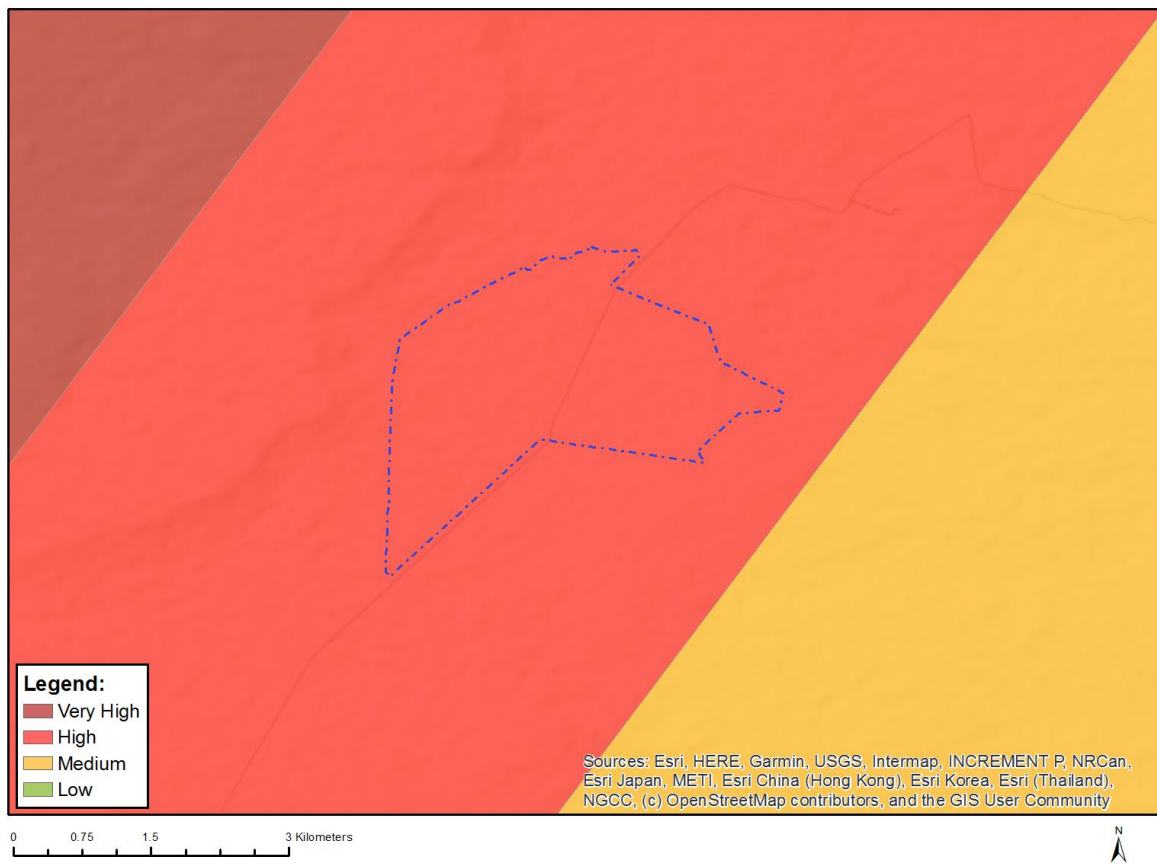 Legend:
Very High
High
Medium
Low
Sources: Esri, HERE, Garmin, USGS, Intermap, INCREMENT P, NRCan,
Esri Japan, METI, Esri China (Hong Kong), Esri Korea, Esri (Thailand),
NGCC, (c) OpenStreetMap contributors, and the GIS User Community
0 0.75 1.5 3 Kilometers
N